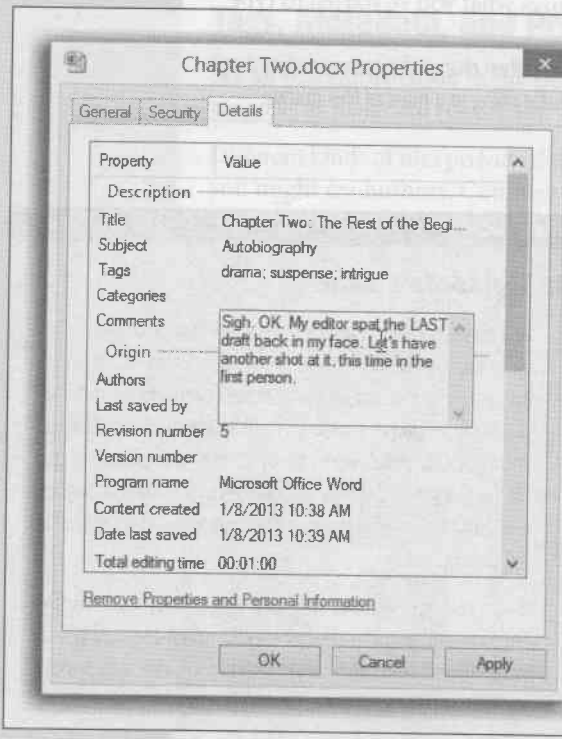 Chapter Two.docx Properties
General Security Details
Property Value
Description
Title Chapter Two: The Rest of the Begi...
Subject Autobiography
Tags drama; suspense; intrigue
Categories
Comments Sigh. OK. My editor spat the LAST
draft back in my face. Let's have
another shot at it, this time in the
first person.
Origin
Authors
Last saved by
Revision number 5
Version number
Program name Microsoft Office Word
Content created 1/8/2013 10:38 AM
Date last saved 1/8/2013 10:39 AM
Total editing time 00:01:00
Remove Properties and Personal Information
OK Cancel Apply